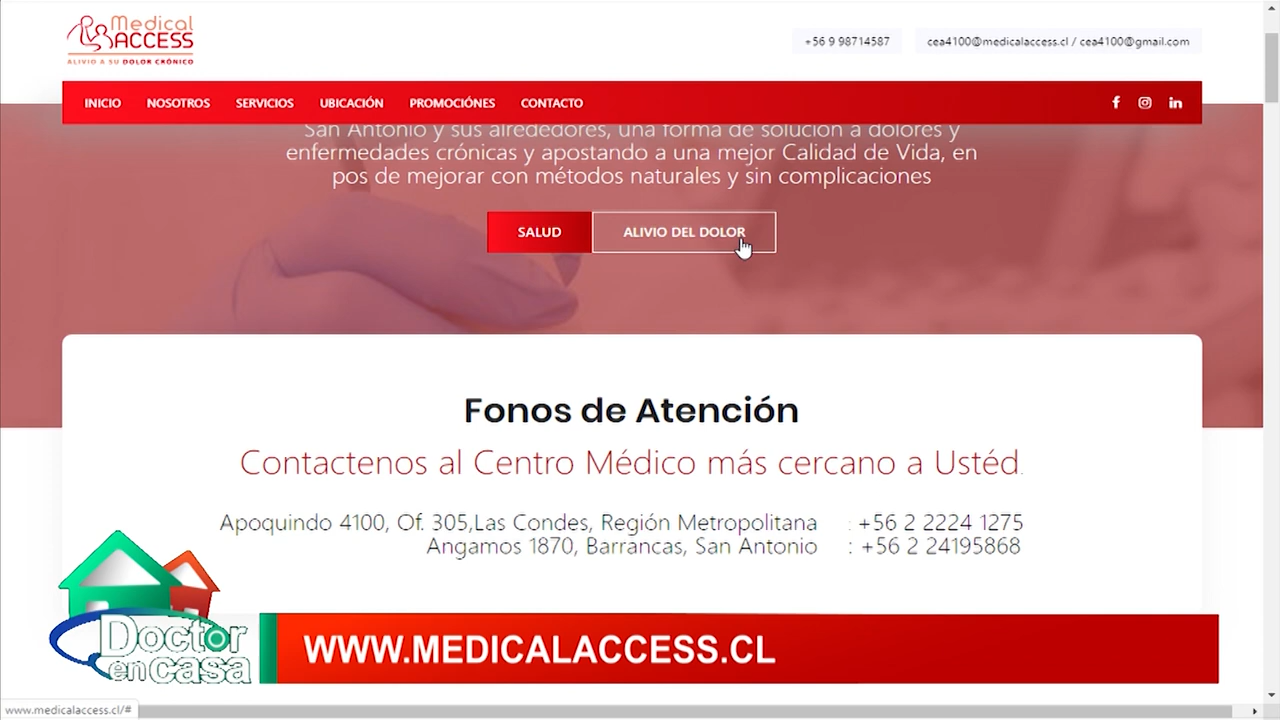 Medical
ACCESS
ALIVIO A SU DOLOR CRÓNICO
+56 9 98714587
cea4100@medicalaccess.cl / cea4100@gmail.com
INICIO NOSOTROS SERVICIOS UBICACIÓN PROMOCIÓNES CONTACTO
San Antonio y sus alrededores, una forma de solución a dolores y
enfermedades crónicas y apostando a una mejor Calidad de Vida, en
pos de mejorar con métodos naturales y sin complicaciones
SALUD ALIVIO DEL DOLOR
Fonos de Atención
Contactenos al Centro Médico más cercano a Ustéd.
Apoquindo 4100, Of. 305,Las Condes, Región Metropolitana : +56 2 2224 1275
Angamos 1870, Barrancas, San Antonio : +56 2 24195868
Doctor
en casa
WWW.MEDICALACCESS.CL
www.medicalaccess.cl/#